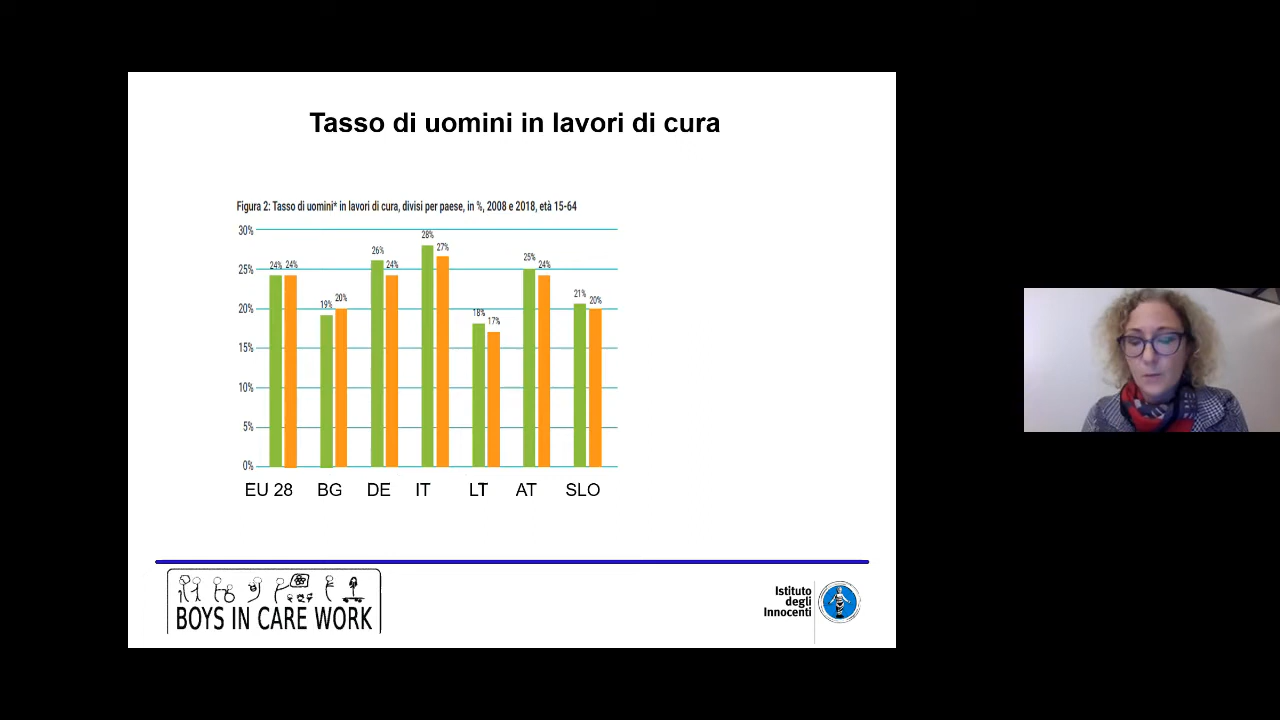 Tasso di uomini in lavori di cura
Figura 2: Tasso di uomini* in lavori di cura, divisi per paese, in %, 2008 e 2018, età 15-64
30%
25%
20%
15%
10%
5%
0%
24% 24%
19% 20%
26% 24%
28% 27%
18% 17%
25% 24%
21% 20%
EU 28 BG DE IT LT AT SLO
BOYS IN CARE WORK
Istituto
degli
Innocenti